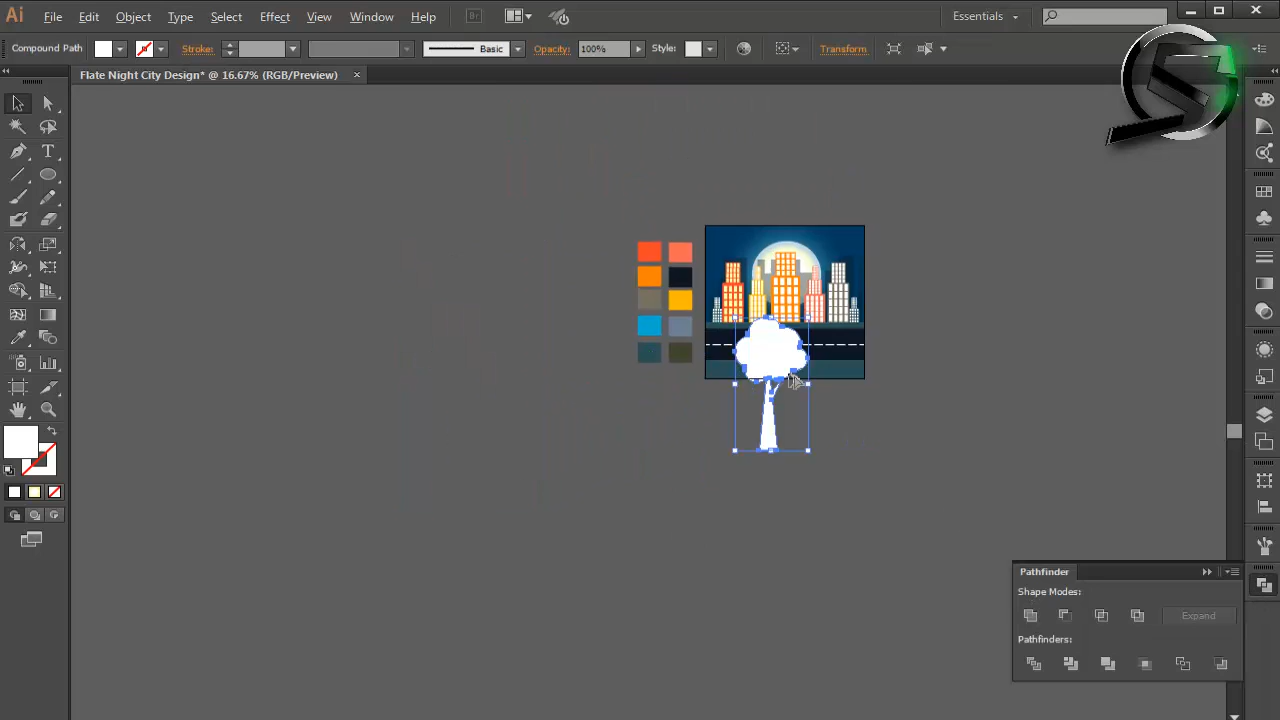 Ai File Edit Object Type Select Effect View Window Help Br Essentials
Compound Path Stroke: Basic Opacity: 100% Style: Transform
Flate Night City Design* @ 16.67% (RGB/Preview) ×
T
Pathfinder
Shape Modes:
Expand
Pathfinders: